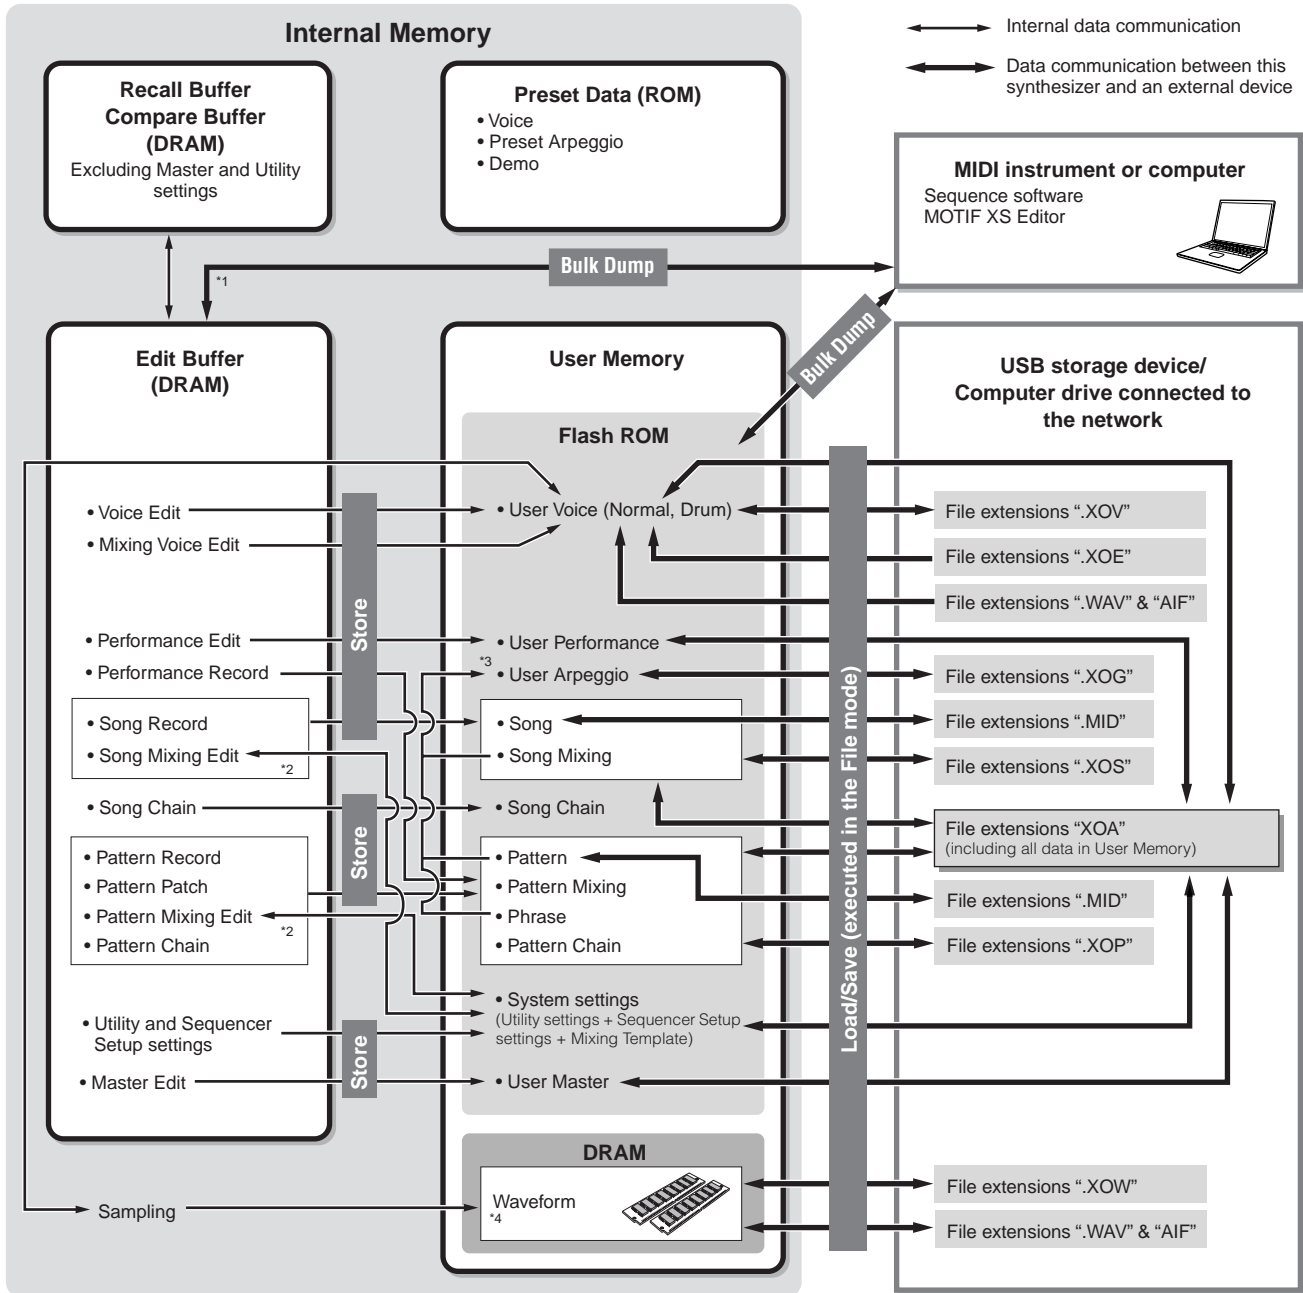 Internal Memory
Internal data communication
Data communication between this
synthesizer and an external device
Recall Buffer
Compare Buffer
(DRAM)
Excluding Master and Utility
settings
Preset Data (ROM)
• Voice
• Preset Arpeggio
• Demo
MIDI instrument or computer
Sequence software
MOTIF XS Editor
Bulk Dump
*1
Bulk Dump
Edit Buffer
(DRAM)
• Voice Edit
• Mixing Voice Edit
• Performance Edit
• Performance Record
• Song Record
• Song Mixing Edit
*2
• Song Chain
• Pattern Record
• Pattern Patch
• Pattern Mixing Edit
*2
• Pattern Chain
• Utility and Sequencer
Setup settings
• Master Edit
• Sampling
Store
Store
Store
User Memory
Flash ROM
• User Voice (Normal, Drum)
• User Performance
*3
• User Arpeggio
• Song
• Song Mixing
• Song Chain
• Pattern
• Pattern Mixing
• Phrase
• Pattern Chain
• System settings
(Utility settings + Sequencer Setup
settings + Mixing Template)
• User Master
DRAM
Waveform
*4
Load/Save (executed in the File mode)
USB storage device/
Computer drive connected to
the network
File extensions “.XOV”
File extensions “.XOE”
File extensions “.WAV” & “AIF”
File extensions “.XOG”
File extensions “.MID”
File extensions “.XOS”
File extensions “XOA”
(including all data in User Memory)
File extensions “.MID”
File extensions “.XOP”
File extensions “.XOW”
File extensions “.WAV” & “AIF”